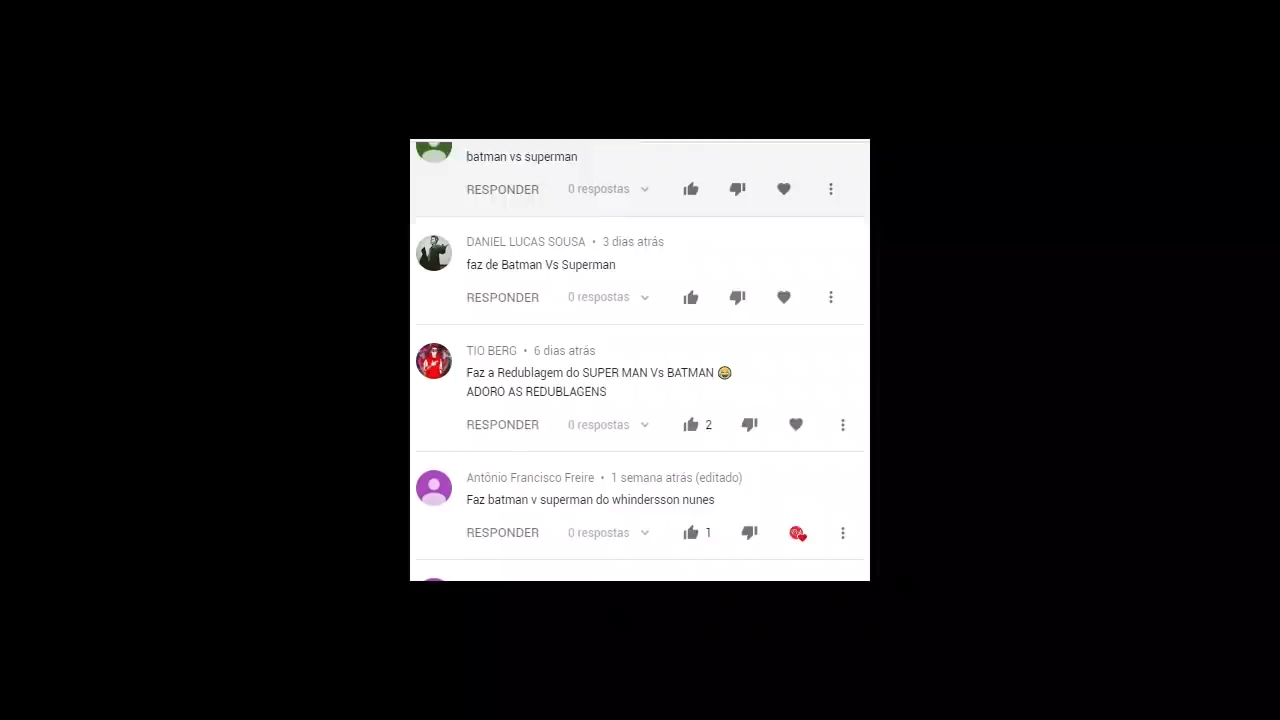 batman vs superman
RESPONDER 0 respostas
DANIEL LUCAS SOUSA • 3 dias atrás
faz de Batman Vs Superman
RESPONDER 0 respostas
TIO BERG • 6 dias atrás
Faz a Redublagem do SUPER MAN Vs BATMAN 😂
ADORO AS REDUBLAGENS
RESPONDER 0 respostas 2
Antônio Francisco Freire • 1 semana atrás (editado)
Faz batman v superman do whindersson nunes
RESPONDER 0 respostas 1